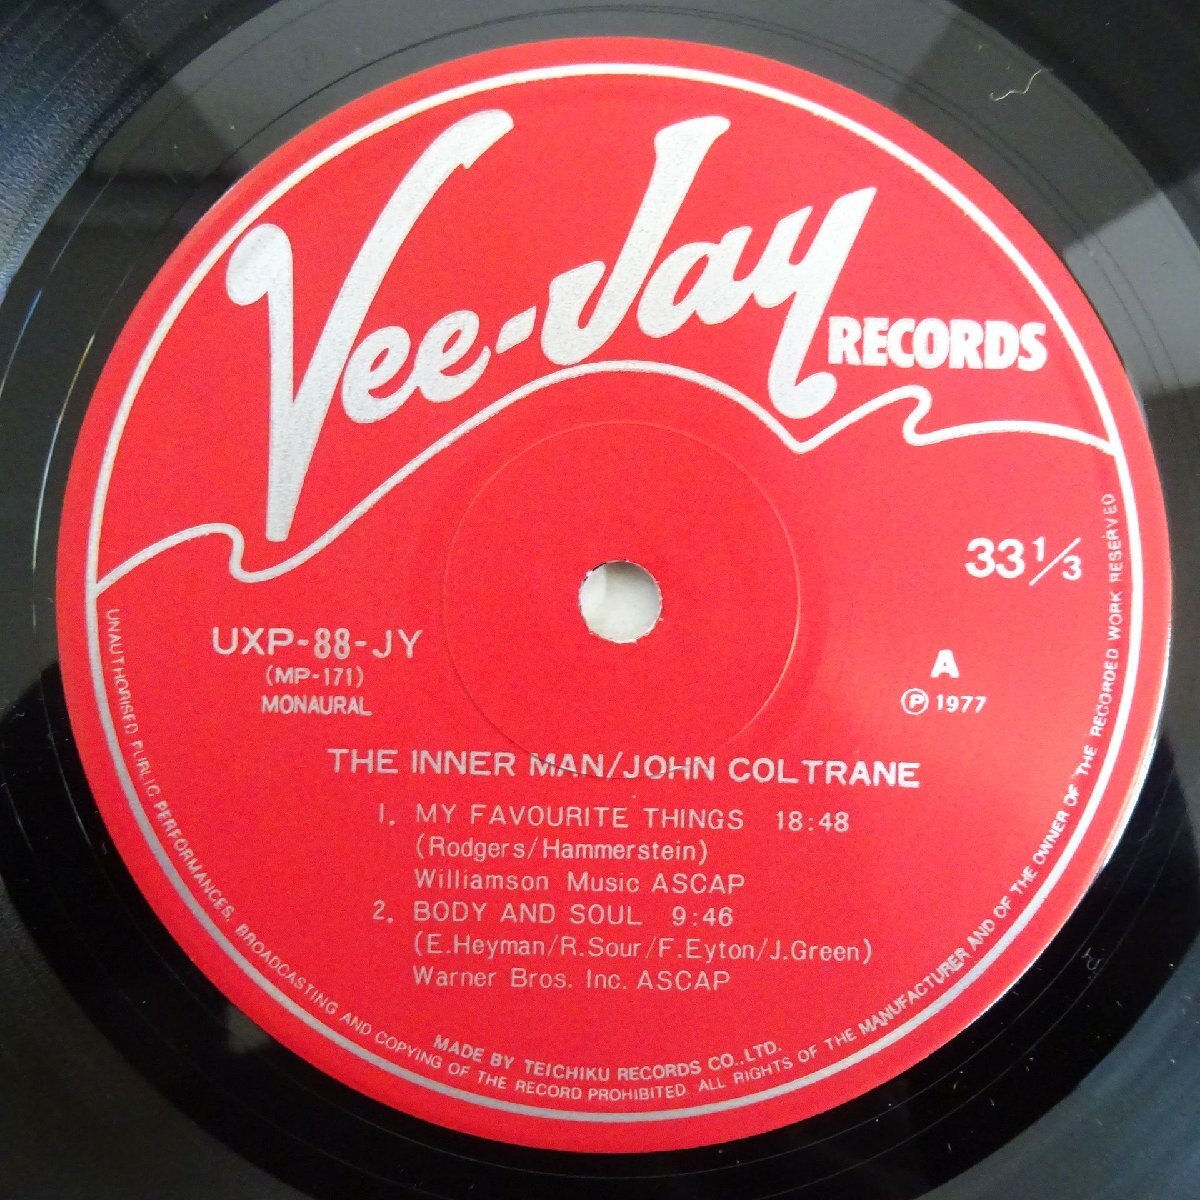 Vee-Jay
RECORDS
33 1/3
UXP-88-JY
(MP-171)
MONAURAL
A
Ⓟ 1977
THE INNER MAN/JOHN COLTRANE
1. MY FAVOURITE THINGS 18:48
(Rodgers/Hammerstein)
Williamson Music ASCAP
2. BODY AND SOUL 9:46
(E.Heyman/R.Sour/F.Eyton/J.Green)
Warner Bros. Inc. ASCAP
MADE BY TEICHIKU RECORDS CO.,LTD.
UNAUTHORISED PUBLIC PERFORMANCES, BROADCASTING AND COPYING OF THE RECORD PROHIBITED. ALL RIGHTS OF THE MANUFACTURER AND OF THE OWNER OF THE RECORDED WORK RESERVED